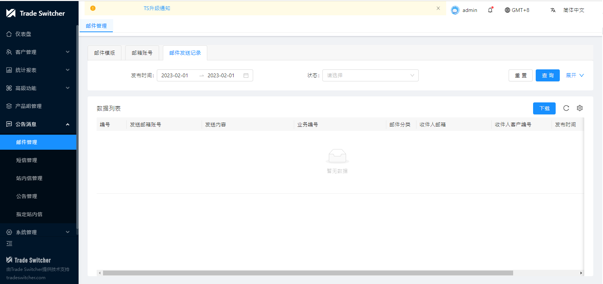 Trade Switcher
TS升级通知
admin
GMT+8
简体中文
邮件管理
仪表盘
客户管理
统计报表
高级功能
产品期管理
公告消息
邮件管理
短信管理
站内信管理
公告管理
指定站内信
系统管理
Trade Switcher
由Trade Switcher提供技术支持
tradeswitcher.com
邮件模版
邮箱账号
邮件发送记录
发布时间:
2023-02-01
2023-02-01
状态:
请选择
重 置
查 询
展开
数据列表
下载
编号
发送邮箱账号
发送内容
业务编号
邮件分类
收件人邮箱
收件人客户编号
发布时间
暂无数据